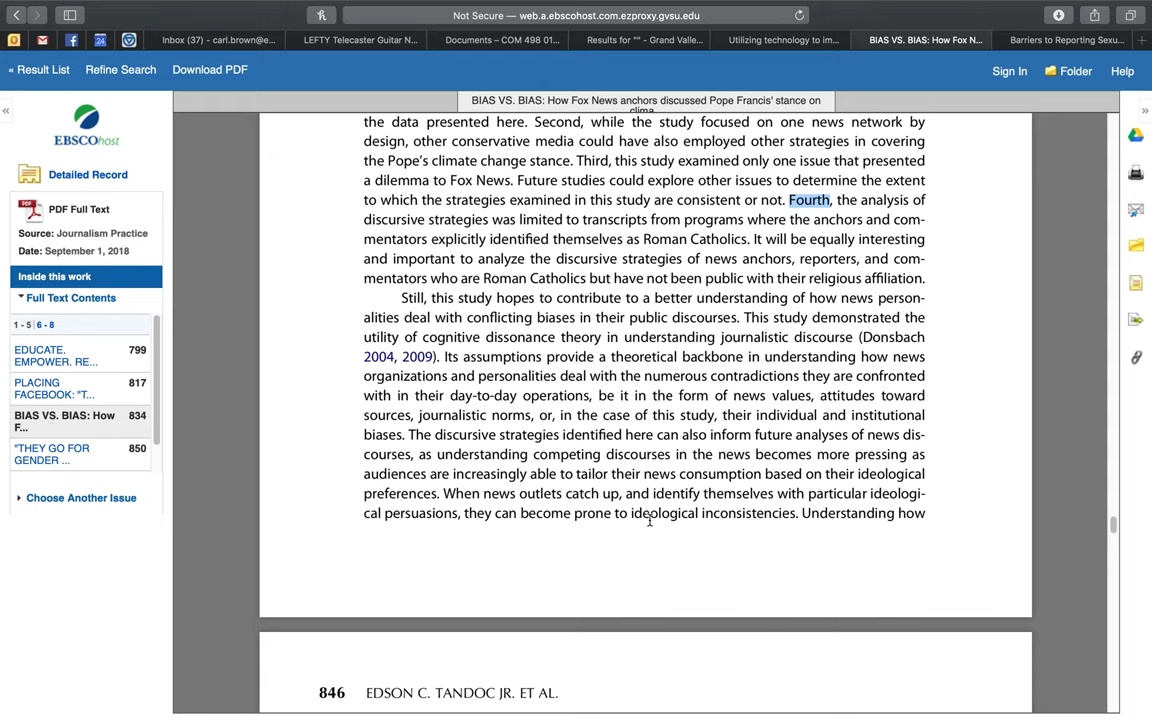 Not Secure — web.a.ebscohost.com.ezproxy.gvsu.edu
24
Inbox (37) - carl.brown@e...
LEFTY Telecaster Guitar N...
Documents – COM 498 01...
Results for "" - Grand Valle...
Utilizing technology to im...
BIAS VS. BIAS: How Fox N...
Barriers to Reporting Sexu...
« Result List
Refine Search
Download PDF
Sign In
Folder
Help
«
»
BIAS VS. BIAS: How Fox News anchors discussed Pope Francis' stance on
clima
EBSCOhost
Detailed Record
PDF
PDF Full Text
Source: Journalism Practice
Date: September 1, 2018
Inside this work
Full Text Contents
1 - 5 | 6 - 8
EDUCATE. 799
EMPOWER. RE...
PLACING 817
FACEBOOK: "T...
BIAS VS. BIAS: How 834
F...
"THEY GO FOR 850
GENDER ...
Choose Another Issue
the data presented here. Second, while the study focused on one news network by
design, other conservative media could have also employed other strategies in covering
the Pope's climate change stance. Third, this study examined only one issue that presented
a dilemma to Fox News. Future studies could explore other issues to determine the extent
to which the strategies examined in this study are consistent or not. Fourth, the analysis of
discursive strategies was limited to transcripts from programs where the anchors and com-
mentators explicitly identified themselves as Roman Catholics. It will be equally interesting
and important to analyze the discursive strategies of news anchors, reporters, and com-
mentators who are Roman Catholics but have not been public with their religious affiliation.
Still, this study hopes to contribute to a better understanding of how news person-
alities deal with conflicting biases in their public discourses. This study demonstrated the
utility of cognitive dissonance theory in understanding journalistic discourse (Donsbach
2004, 2009). Its assumptions provide a theoretical backbone in understanding how news
organizations and personalities deal with the numerous contradictions they are confronted
with in their day-to-day operations, be it in the form of news values, attitudes toward
sources, journalistic norms, or, in the case of this study, their individual and institutional
biases. The discursive strategies identified here can also inform future analyses of news dis-
courses, as understanding competing discourses in the news becomes more pressing as
audiences are increasingly able to tailor their news consumption based on their ideological
preferences. When news outlets catch up, and identify themselves with particular ideologi-
cal persuasions, they can become prone to ideological inconsistencies. Understanding how
846 EDSON C. TANDOC JR. ET AL.